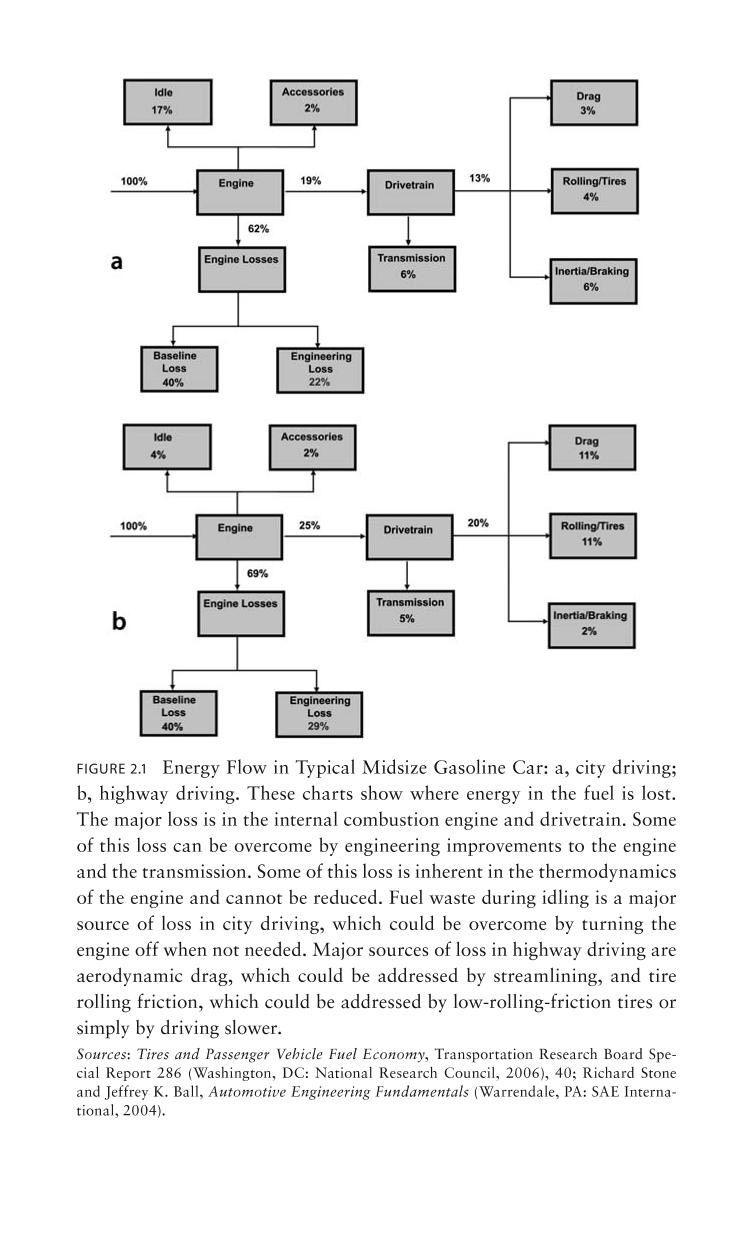 Idle
17%
Accessories
2%
Drag
3%
100%
Engine
19%
Drivetrain
13%
Rolling/Tires
4%
62%
a
Engine Losses
Transmission
6%
Inertia/Braking
6%
Baseline
Loss
40%
Engineering
Loss
22%
Idle
4%
Accessories
2%
Drag
11%
100%
Engine
25%
Drivetrain
20%
Rolling/Tires
11%
69%
b
Engine Losses
Transmission
5%
Inertia/Braking
2%
Baseline
Loss
40%
Engineering
Loss
29%
FIGURE 2.1 Energy Flow in Typical Midsize Gasoline Car: a, city driving;
b, highway driving. These charts show where energy in the fuel is lost.
The major loss is in the internal combustion engine and drivetrain. Some
of this loss can be overcome by engineering improvements to the engine
and the transmission. Some of this loss is inherent in the thermodynamics
of the engine and cannot be reduced. Fuel waste during idling is a major
source of loss in city driving, which could be overcome by turning the
engine off when not needed. Major sources of loss in highway driving are
aerodynamic drag, which could be addressed by streamlining, and tire
rolling friction, which could be addressed by low-rolling-friction tires or
simply by driving slower.
Sources: Tires and Passenger Vehicle Fuel Economy, Transportation Research Board Spe-
cial Report 286 (Washington, DC: National Research Council, 2006), 40; Richard Stone
and Jeffrey K. Ball, Automotive Engineering Fundamentals (Warrendale, PA: SAE Interna-
tional, 2004).